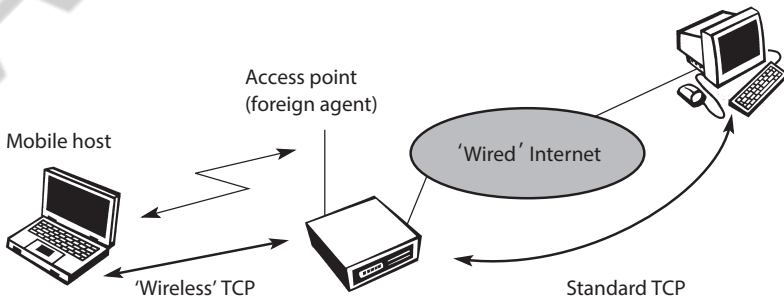 Access point
(foreign agent)
Mobile host
‘Wired’ Internet
‘Wireless’ TCP
Standard TCP